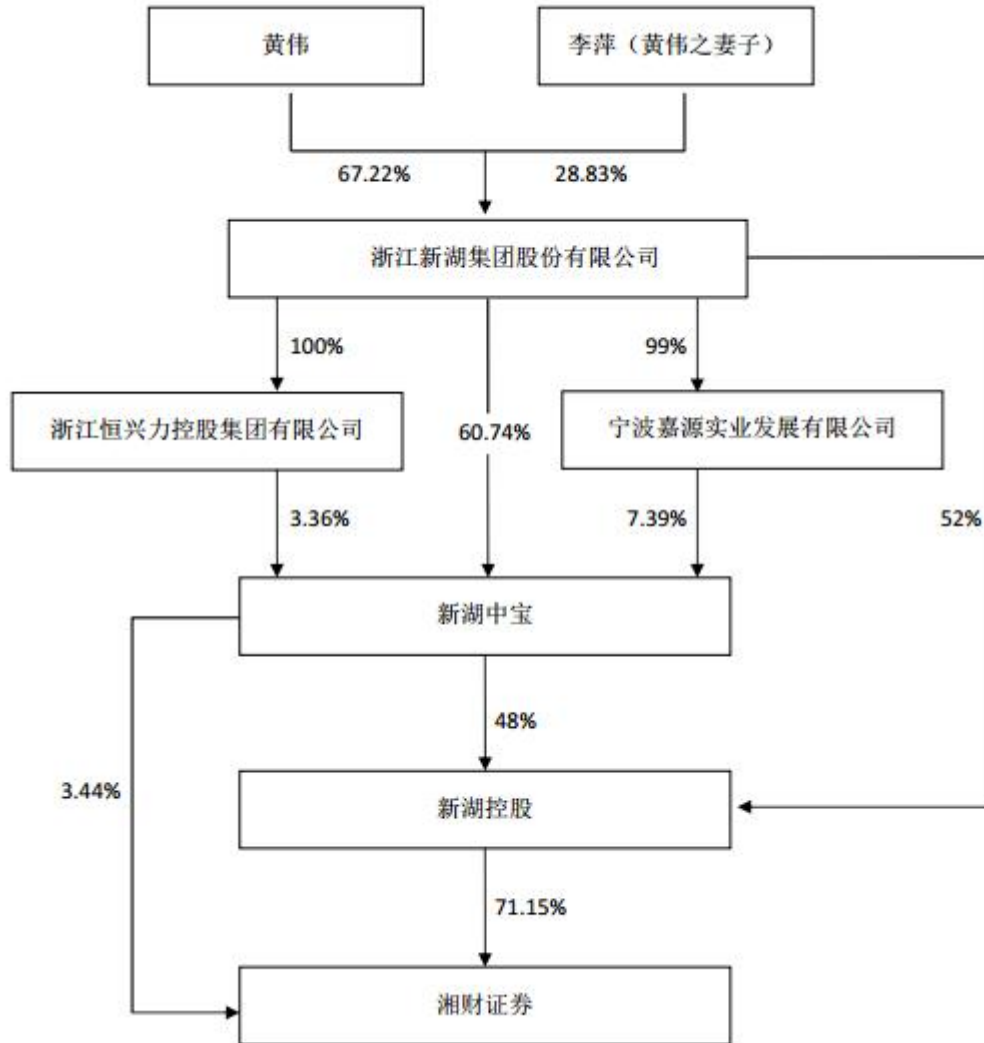 黄伟
李萍（黄伟之妻子）
67.22%
28.83%
浙江新湖集团股份有限公司
100%
99%
浙江恒兴力控股集团有限公司
60.74%
宁波嘉源实业发展有限公司
3.36%
7.39%
52%
新湖中宝
48%
3.44%
新湖控股
71.15%
湘财证券